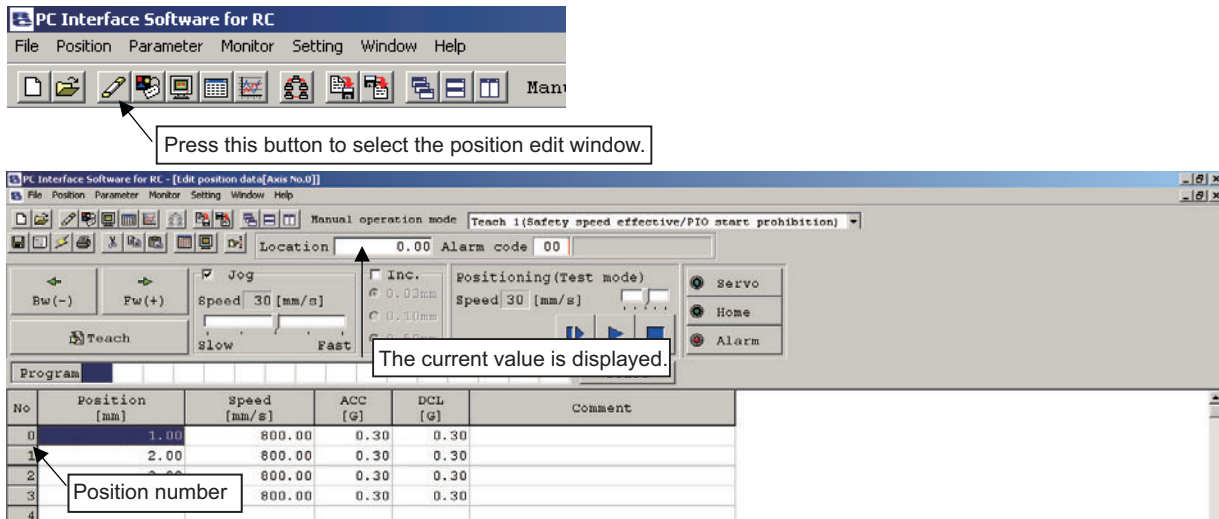 PC Interface Software for RC
File Position Parameter Monitor Setting Window Help
Press this button to select the position edit window.
PC Interface Software for RC - [Edit position data[Axis No.0]]
File Position Parameter Monitor Setting Window Help
Manual operation mode Teach 1(Safety speed effective/PIO start prohibition)
Location 0.00 Alarm code 00
Bw(-) Fw(+) Jog Inc. Positioning(Test mode) Servo
Speed 30 [mm/s] 0.03mm Speed 30 [mm/s] Home
0.10mm
Teach Slow Fast Alarm
The current value is displayed.
Program
No Position [mm] Speed [mm/s] ACC [G] DCL [G] Comment
0 1.00 800.00 0.30 0.30
1 2.00 800.00 0.30 0.30
2 800.00 0.30 0.30
3 800.00 0.30 0.30
4
Position number